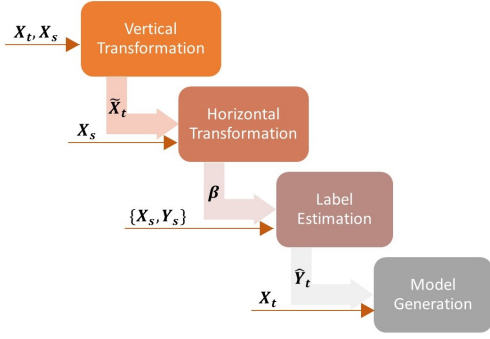 X_t, X_s
Vertical
Transformation
X̃_t
X_s
Horizontal
Transformation
β
{X_s, Y_s}
Label
Estimation
Ŷ_t
X_t
Model
Generation